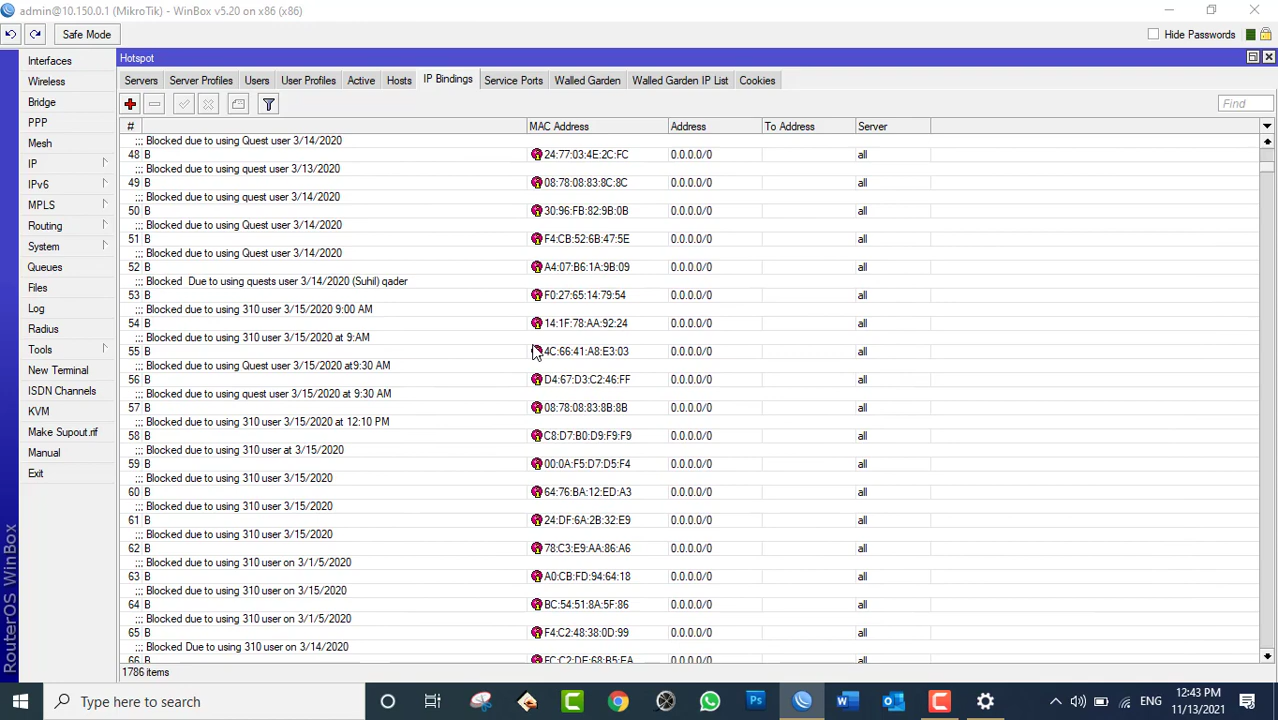 admin@10.150.0.1 (MikroTik) - WinBox v5.20 on x86 (x86)
Safe Mode
Hide Passwords
Interfaces
Wireless
Bridge
PPP
Mesh
IP
IPv6
MPLS
Routing
System
Queues
Files
Log
Radius
Tools
New Terminal
ISDN Channels
KVM
Make Supout.rif
Manual
Exit
RouterOS WinBox
Hotspot
Servers Server Profiles Users User Profiles Active Hosts IP Bindings Service Ports Walled Garden Walled Garden IP List Cookies
Find
# MAC Address Address To Address Server
::: Blocked due to using Quest user 3/14/2020
48 B 24:77:03:4E:2C:FC 0.0.0.0/0 all
::: Blocked due to using quest user 3/13/2020
49 B 08:78:08:83:8C:8C 0.0.0.0/0 all
::: Blocked due to using quest user 3/14/2020
50 B 30:96:FB:82:9B:0B 0.0.0.0/0 all
::: Blocked due to using Quest user 3/14/2020
51 B F4:CB:52:6B:47:5E 0.0.0.0/0 all
::: Blocked due to using Quest user 3/14/2020
52 B A4:07:B6:1A:9B:09 0.0.0.0/0 all
::: Blocked  Due to using quests user 3/14/2020 (Suhil) qader
53 B F0:27:65:14:79:54 0.0.0.0/0 all
::: Blocked due to using 310 user 3/15/2020 9:00 AM
54 B 14:1F:78:AA:92:24 0.0.0.0/0 all
::: Blocked due to using 310 user 3/15/2020 at 9:AM
55 B 4C:66:41:A8:E3:03 0.0.0.0/0 all
::: Blocked due to using Quest user 3/15/2020 at9:30 AM
56 B D4:67:D3:C2:46:FF 0.0.0.0/0 all
::: Blocked due to using quest user 3/15/2020 at 9:30 AM
57 B 08:78:08:83:8B:8B 0.0.0.0/0 all
::: Blocked due to using 310 user 3/15/2020 at 12:10 PM
58 B C8:D7:B0:D9:F9:F9 0.0.0.0/0 all
::: Blocked due to using 310 user at 3/15/2020
59 B 00:0A:F5:D7:D5:F4 0.0.0.0/0 all
::: Blocked due to using 310 user 3/15/2020
60 B 64:76:BA:12:ED:A3 0.0.0.0/0 all
::: Blocked due to using 310 user 3/15/2020
61 B 24:DF:6A:2B:32:E9 0.0.0.0/0 all
::: Blocked due to using 310 user 3/15/2020
62 B 78:C3:E9:AA:86:A6 0.0.0.0/0 all
::: Blocked due to using 310 user on 3/1/5/2020
63 B A0:CB:FD:94:64:18 0.0.0.0/0 all
::: Blocked due to using 310 user on 3/15/2020
64 B BC:54:51:8A:5F:86 0.0.0.0/0 all
::: Blocked due to using 310 user on 3/1/5/2020
65 B F4:C2:48:38:0D:99 0.0.0.0/0 all
::: Blocked Due to using 310 user on 3/14/2020
66 B FC:C2:DE:68:B5:EA 0.0.0.0/0 all
1786 items
Type here to search
Ps
ENG
12:43 PM
11/13/2021